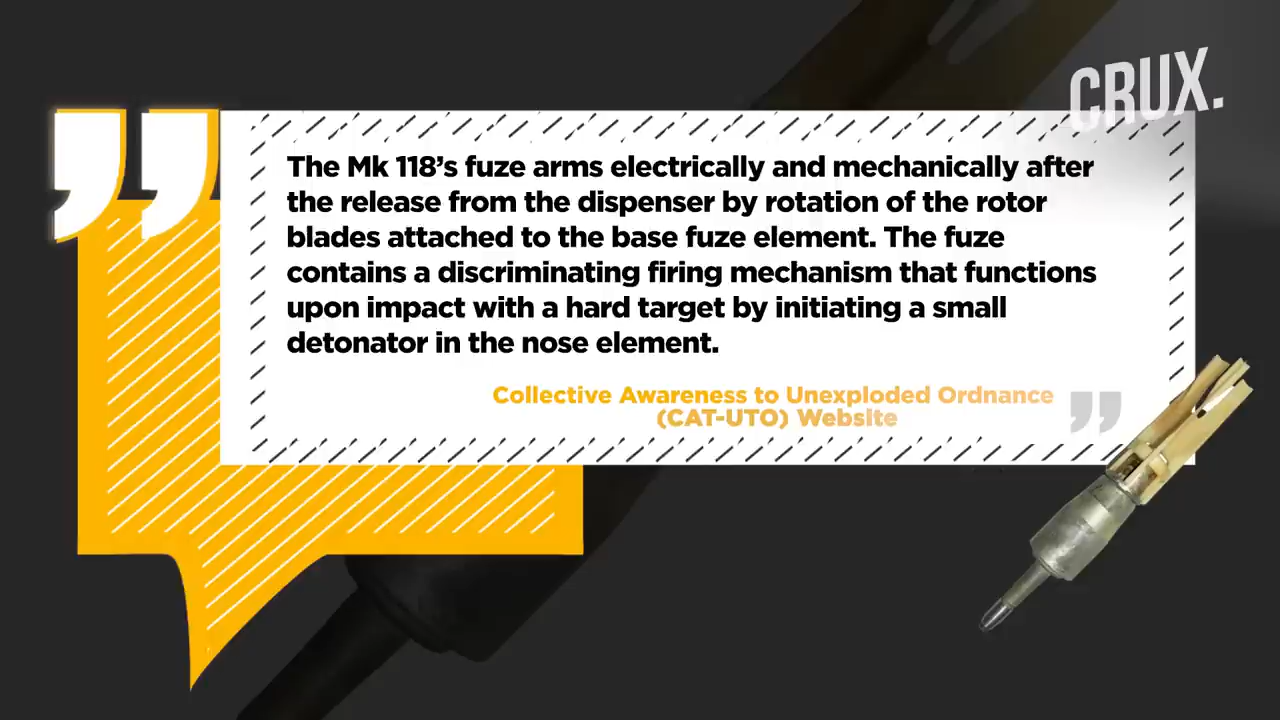 CRUX.
The Mk 118’s fuze arms electrically and mechanically after
the release from the dispenser by rotation of the rotor
blades attached to the base fuze element. The fuze
contains a discriminating firing mechanism that functions
upon impact with a hard target by initiating a small
detonator in the nose element.
Collective Awareness to Unexploded Ordnance
(CAT-UTO) Website